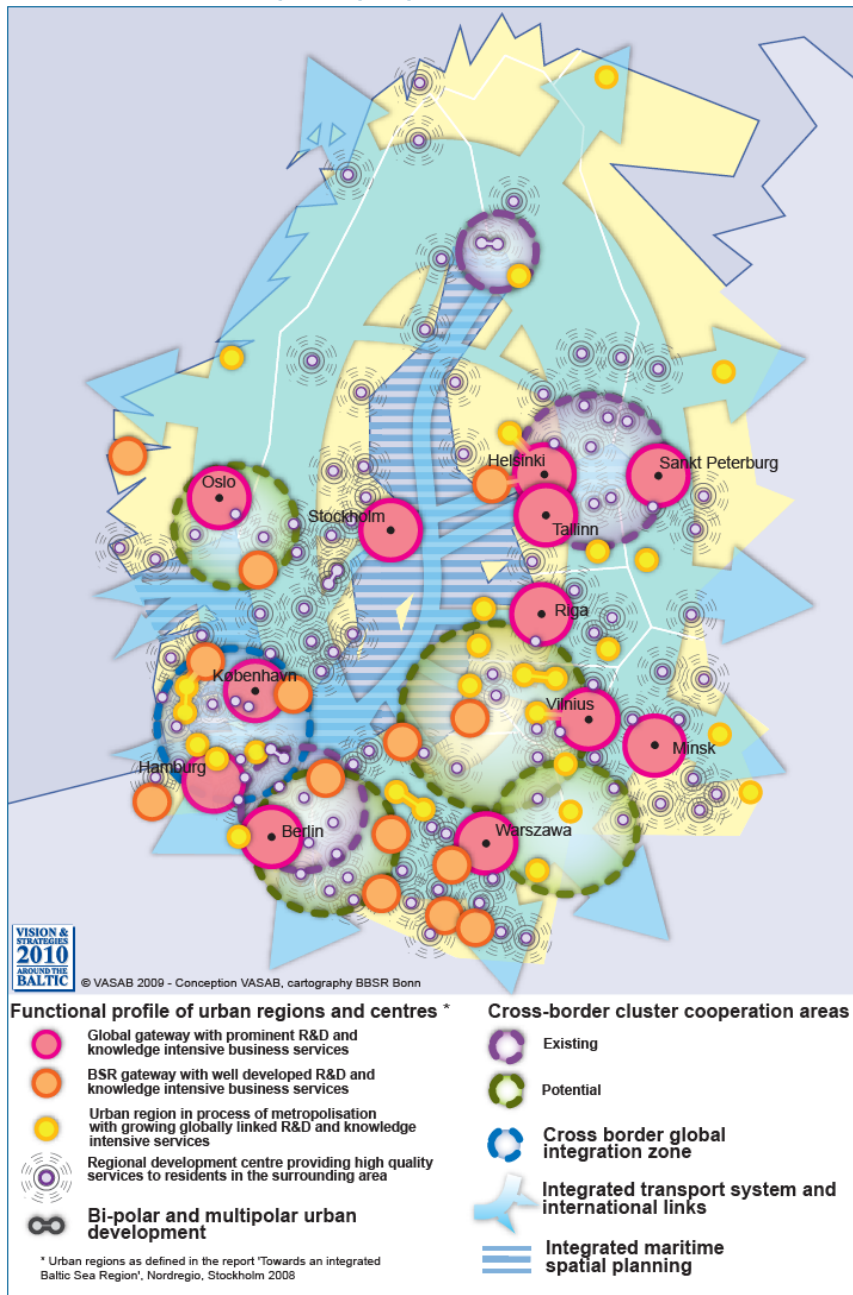 Oslo
Helsinki
Sankt Peterburg
Stockholm
Tallinn
Riga
København
Vilnius
Minsk
Hamburg
Berlin
Warszawa
VISION &
STRATEGIES
2010
AROUND THE
BALTIC
© VASAB 2009 - Conception VASAB, cartography BBSR Bonn
Functional profile of urban regions and centres *
Global gateway with prominent R&D and
knowledge intensive business services
BSR gateway with well developed R&D and
knowledge intensive business services
Urban region in process of metropolisation
with growing globally linked R&D and knowledge
intensive services
Regional development centre providing high quality
services to residents in the surrounding area
Bi-polar and multipolar urban
development
* Urban regions as defined in the report 'Towards an integrated
Baltic Sea Region', Nordregio, Stockholm 2008
Cross-border cluster cooperation areas
Existing
Potential
Cross border global
integration zone
Integrated transport system and
international links
Integrated maritime
spatial planning